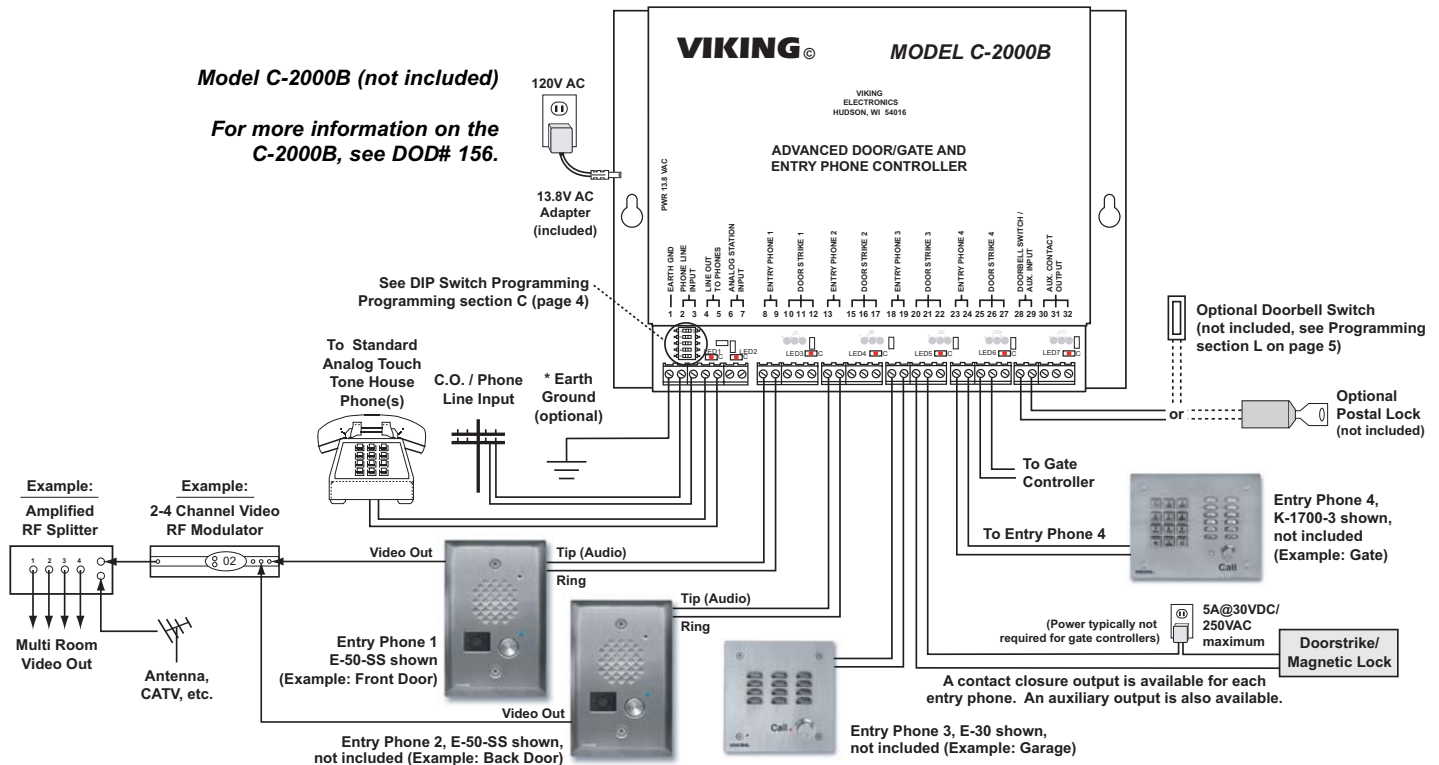 VIKING©
MODEL C-2000B
VIKING
ELECTRONICS
HUDSON, WI 54016
ADVANCED DOOR/GATE AND
ENTRY PHONE CONTROLLER
Model C-2000B (not included)
For more information on the
C-2000B, see DOD# 156.
120V AC
13.8V AC
Adapter
(included)
PWR 13.8 VAC
EARTH GND
PHONE LINE
INPUT
LINE OUT
TO PHONES
ANALOG STATION
INPUT
ENTRY PHONE 1
DOOR STRIKE 1
ENTRY PHONE 2
DOOR STRIKE 2
ENTRY PHONE 3
DOOR STRIKE 3
ENTRY PHONE 4
DOOR STRIKE 4
DOORBELL SWITCH /
AUX. INPUT
AUX. CONTACT
OUTPUT
1 2 3 4 5 6 7 8 9 10 11 12 13 15 16 17 18 19 20 21 22 23 24 25 26 27 28 29 30 31 32
LED1 C LED2 C LED3 C LED4 C LED5 C LED6 C LED7 C
See DIP Switch Programming
Programming section C (page 4)
Optional Doorbell Switch
(not included, see Programming
section L on page 5)
or
Optional
Postal Lock
(not included)
To Standard
Analog Touch
Tone House
Phone(s)
C.O. / Phone
Line Input
* Earth
Ground
(optional)
To Gate
Controller
Entry Phone 4,
K-1700-3 shown,
not included
(Example: Gate)
To Entry Phone 4
Call
VIKING
Example:
Amplified
RF Splitter
1 2 3 4
Multi Room
Video Out
Example:
2-4 Channel Video
RF Modulator
02
Antenna,
CATV, etc.
Video Out
Tip (Audio)
Ring
Entry Phone 1
E-50-SS shown
(Example: Front Door)
Tip (Audio)
Ring
Video Out
Entry Phone 2, E-50-SS shown,
not included (Example: Back Door)
Call
VIKING
Entry Phone 3, E-30 shown,
not included (Example: Garage)
(Power typically not
required for gate controllers)
5A@30VDC/
250VAC
maximum
Doorstrike/
Magnetic Lock
A contact closure output is available for each
entry phone. An auxiliary output is also available.